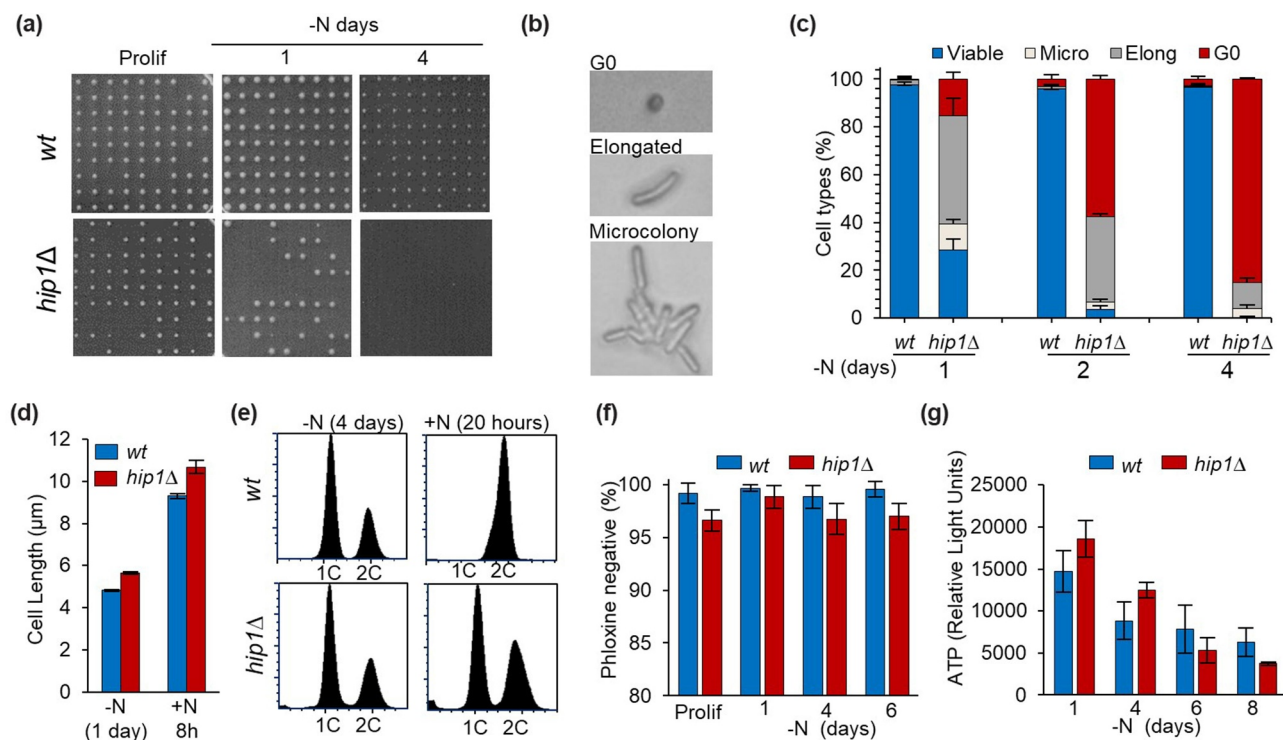 (a)
-N days
Prolif 1 4
wt
hip1Δ
(b)
G0
Elongated
Microcolony
(c)
Viable Micro Elong G0
Cell types (%)
100
80
60
40
20
0
wt hip1Δ wt hip1Δ wt hip1Δ
-N (days) 1 2 4
(d)
wt
hip1Δ
Cell Length (µm)
12
10
8
6
4
2
0
-N +N
(1 day) 8h
(e)
-N (4 days) +N (20 hours)
wt
1C 2C 1C 2C
hip1Δ
1C 2C 1C 2C
(f)
wt hip1Δ
Phloxine negative (%)
100
95
90
85
80
Prolif 1 4 6
-N (days)
(g)
wt hip1Δ
ATP (Relative Light Units)
25000
20000
15000
10000
5000
0
1 4 6 8
-N (days)